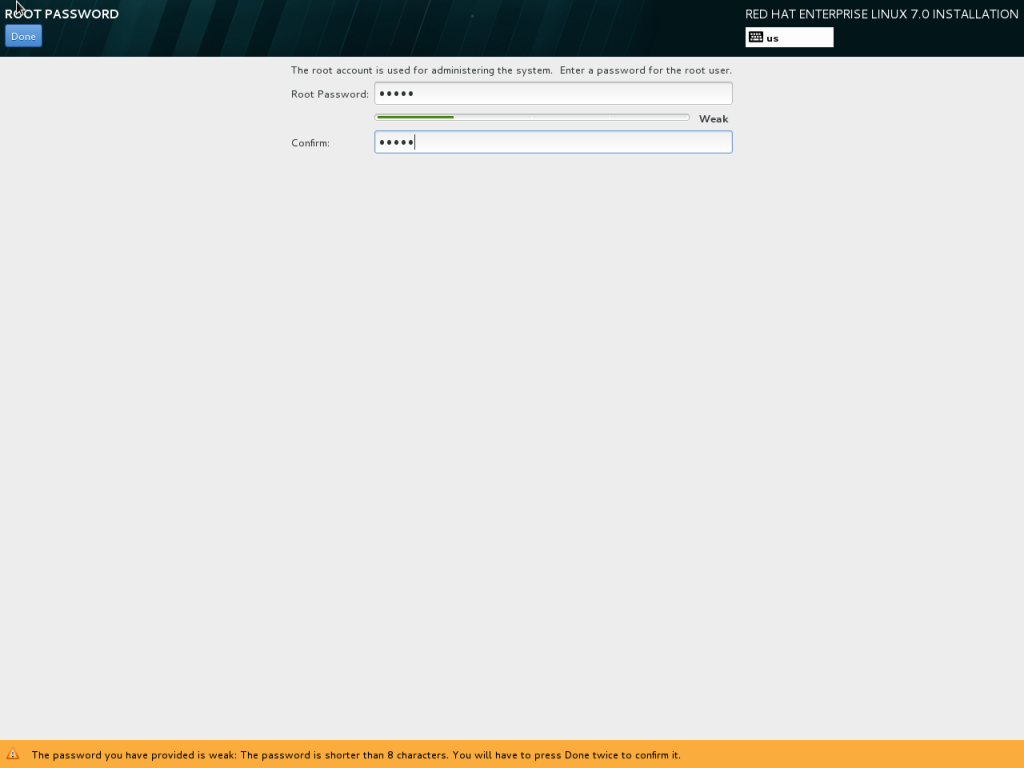 ROOT PASSWORD
RED HAT ENTERPRISE LINUX 7.0 INSTALLATION
Done
us
The root account is used for administering the system. Enter a password for the root user.
Root Password: •••••
Weak
Confirm: •••••
The password you have provided is weak: The password is shorter than 8 characters. You will have to press Done twice to confirm it.